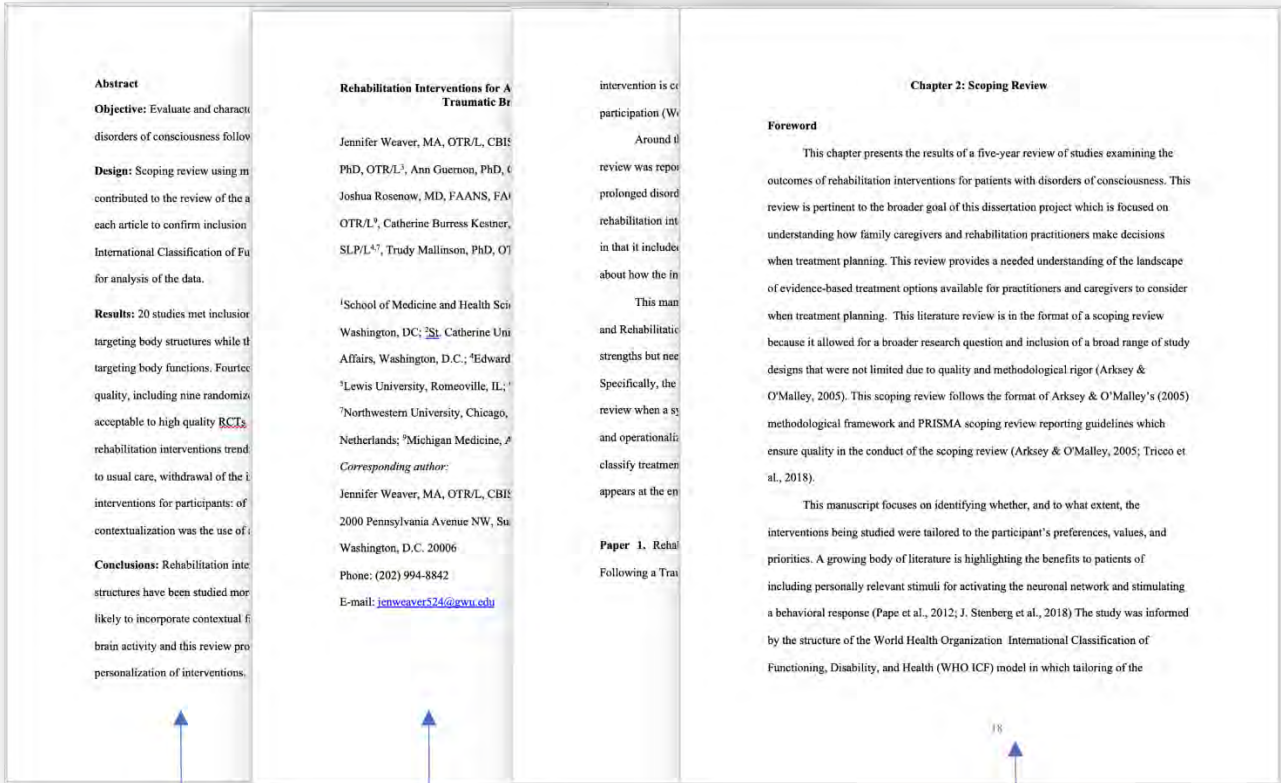 Abstract
Objective: Evaluate and characte
disorders of consciousness follow
Design: Scoping review using m
contributed to the review of the a
each article to confirm inclusion
International Classification of Fu
for analysis of the data.
Results: 20 studies met inclusion
targeting body structures while th
targeting body functions. Fourtee
quality, including nine randomize
acceptable to high quality RCTs
rehabilitation interventions trend
to usual care, withdrawal of the i
interventions for participants: of
contextualization was the use of
Conclusions: Rehabilitation inte
structures have been studied mor
likely to incorporate contextual f
brain activity and this review pro
personalization of interventions.
Rehabilitation Interventions for A
Traumatic Br
Jennifer Weaver, MA, OTR/L, CBIS
PhD, OTR/L³, Ann Guernon, PhD,
Joshua Rosenow, MD, FAANS, FA
OTR/L⁹, Catherine Burress Kestner,
SLP/L⁴,⁷, Trudy Mallinson, PhD, OT
¹School of Medicine and Health Sci
Washington, DC; ²St. Catherine Uni
Affairs, Washington, D.C.; ⁴Edward
⁵Lewis University, Romeoville, IL;
⁷Northwestern University, Chicago,
Netherlands; ⁹Michigan Medicine, A
Corresponding author:
Jennifer Weaver, MA, OTR/L, CBIS
2000 Pennsylvania Avenue NW, Su
Washington, D.C. 20006
Phone: (202) 994-8842
E-mail: jenweaver524@gwu.edu
intervention is co
participation (Wo
Around th
review was repor
prolonged disord
rehabilitation int
in that it included
about how the in
This man
and Rehabilitatio
strengths but nee
Specifically, the
review when a sy
and operationaliz
classify treatmen
appears at the en
Paper 1. Rehab
Following a Trau
Chapter 2: Scoping Review
Foreword
This chapter presents the results of a five-year review of studies examining the
outcomes of rehabilitation interventions for patients with disorders of consciousness. This
review is pertinent to the broader goal of this dissertation project which is focused on
understanding how family caregivers and rehabilitation practitioners make decisions
when treatment planning. This review provides a needed understanding of the landscape
of evidence-based treatment options available for practitioners and caregivers to consider
when treatment planning. This literature review is in the format of a scoping review
because it allowed for a broader research question and inclusion of a broad range of study
designs that were not limited due to quality and methodological rigor (Arksey &
O'Malley, 2005). This scoping review follows the format of Arksey & O'Malley's (2005)
methodological framework and PRISMA scoping review reporting guidelines which
ensure quality in the conduct of the scoping review (Arksey & O'Malley, 2005; Tricco et
al., 2018).
This manuscript focuses on identifying whether, and to what extent, the
interventions being studied were tailored to the participant's preferences, values, and
priorities. A growing body of literature is highlighting the benefits to patients of
including personally relevant stimuli for activating the neuronal network and stimulating
a behavioral response (Pape et al., 2012; J. Stenberg et al., 2018) The study was informed
by the structure of the World Health Organization International Classification of
Functioning, Disability, and Health (WHO ICF) model in which tailoring of the
18